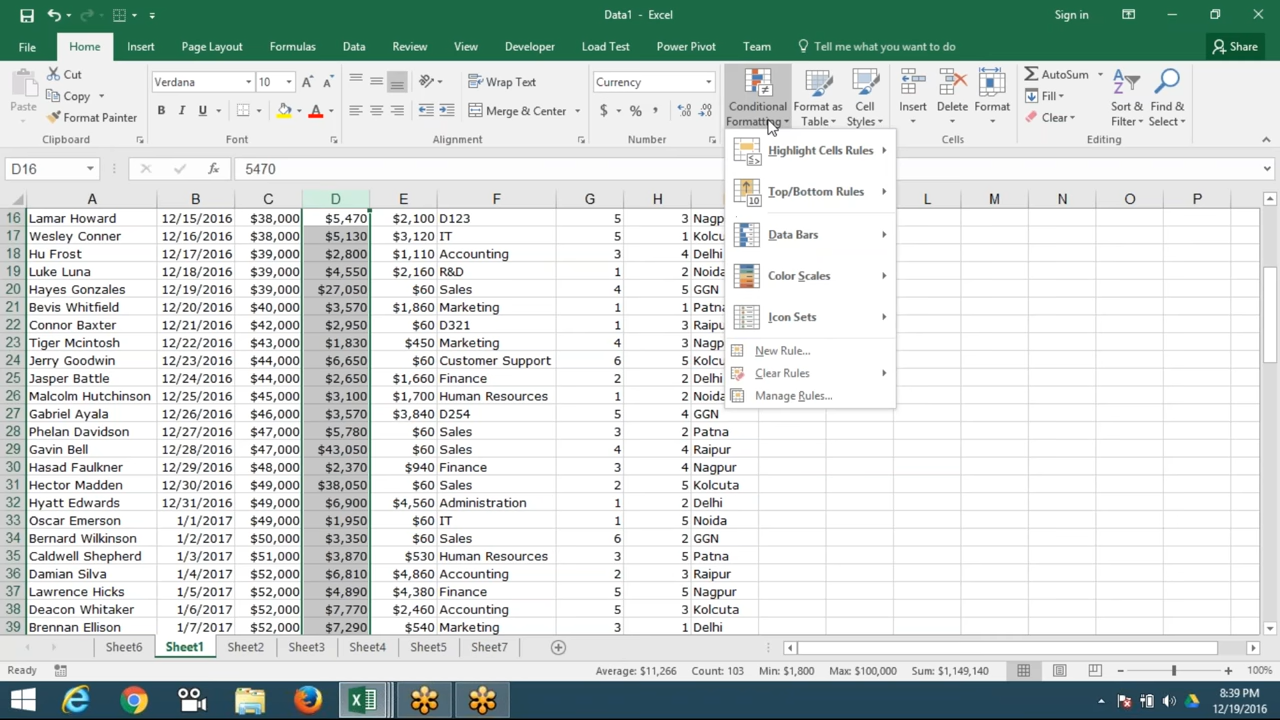 Data1 - Excel
Sign in
File Home Insert Page Layout Formulas Data Review View Developer Load Test Power Pivot Team Tell me what you want to do Share
Paste
Cut
Copy
Format Painter
Clipboard
Verdana 10
B I U
Font
Wrap Text
Merge & Center
Alignment
Currency
$ % ,
Number
Conditional Formatting
Format as Table
Cell Styles
Insert Delete Format
Cells
AutoSum
Fill
Clear
Sort & Filter
Find & Select
Editing
Highlight Cells Rules
Top/Bottom Rules
Data Bars
Color Scales
Icon Sets
New Rule...
Clear Rules
Manage Rules...
D16 fx 5470
A B C D E F G H L M N O P
16 Lamar Howard 12/15/2016 $38,000 $5,470 $2,100 D123 5 3 Nagp
17 Wesley Conner 12/16/2016 $38,000 $5,130 $3,120 IT 5 1 Kolcu
18 Hu Frost 12/17/2016 $39,000 $2,800 $1,110 Accounting 3 4 Delhi
19 Luke Luna 12/18/2016 $39,000 $4,550 $2,160 R&D 1 2 Noida
20 Hayes Gonzales 12/19/2016 $39,000 $27,050 $60 Sales 4 5 GGN
21 Bevis Whitfield 12/20/2016 $40,000 $3,570 $1,860 Marketing 1 1 Patna
22 Connor Baxter 12/21/2016 $42,000 $2,950 $60 D321 1 3 Raipu
23 Tiger Mcintosh 12/22/2016 $43,000 $1,830 $450 Marketing 4 3 Nagp
24 Jerry Goodwin 12/23/2016 $44,000 $6,650 $60 Customer Support 6 5 Kolcu
25 Jasper Battle 12/24/2016 $44,000 $2,650 $1,660 Finance 2 2 Delhi
26 Malcolm Hutchinson 12/25/2016 $45,000 $3,100 $1,700 Human Resources 1 2 Noida
27 Gabriel Ayala 12/26/2016 $46,000 $3,570 $3,840 D254 5 4 GGN
28 Phelan Davidson 12/27/2016 $47,000 $5,780 $60 Sales 3 2 Patna
29 Gavin Bell 12/28/2016 $47,000 $43,050 $60 Sales 4 4 Raipur
30 Hasad Faulkner 12/29/2016 $48,000 $2,370 $940 Finance 3 4 Nagpur
31 Hector Madden 12/30/2016 $49,000 $38,050 $60 Sales 2 5 Kolcuta
32 Hyatt Edwards 12/31/2016 $49,000 $6,900 $4,560 Administration 1 2 Delhi
33 Oscar Emerson 1/1/2017 $49,000 $1,950 $60 IT 1 5 Noida
34 Bernard Wilkinson 1/2/2017 $50,000 $3,350 $60 Sales 6 2 GGN
35 Caldwell Shepherd 1/3/2017 $51,000 $3,870 $530 Human Resources 3 5 Patna
36 Damian Silva 1/4/2017 $52,000 $6,810 $4,860 Accounting 2 3 Raipur
37 Lawrence Hicks 1/5/2017 $52,000 $4,890 $4,380 Finance 5 5 Nagpur
38 Deacon Whitaker 1/6/2017 $52,000 $7,770 $2,460 Accounting 5 3 Kolcuta
39 Brennan Ellison 1/7/2017 $52,000 $7,290 $540 Marketing 3 1 Delhi
Sheet6 Sheet1 Sheet2 Sheet3 Sheet4 Sheet5 Sheet7
Ready Average: $11,266 Count: 103 Min: $1,800 Max: $100,000 Sum: $1,149,140 100%
8:39 PM
12/19/2016